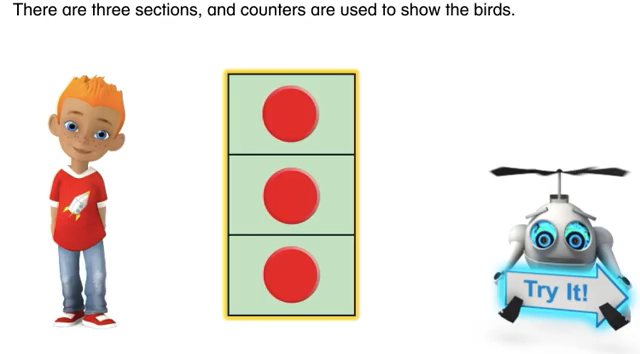 There are three sections, and counters are used to show the birds.
Try It!